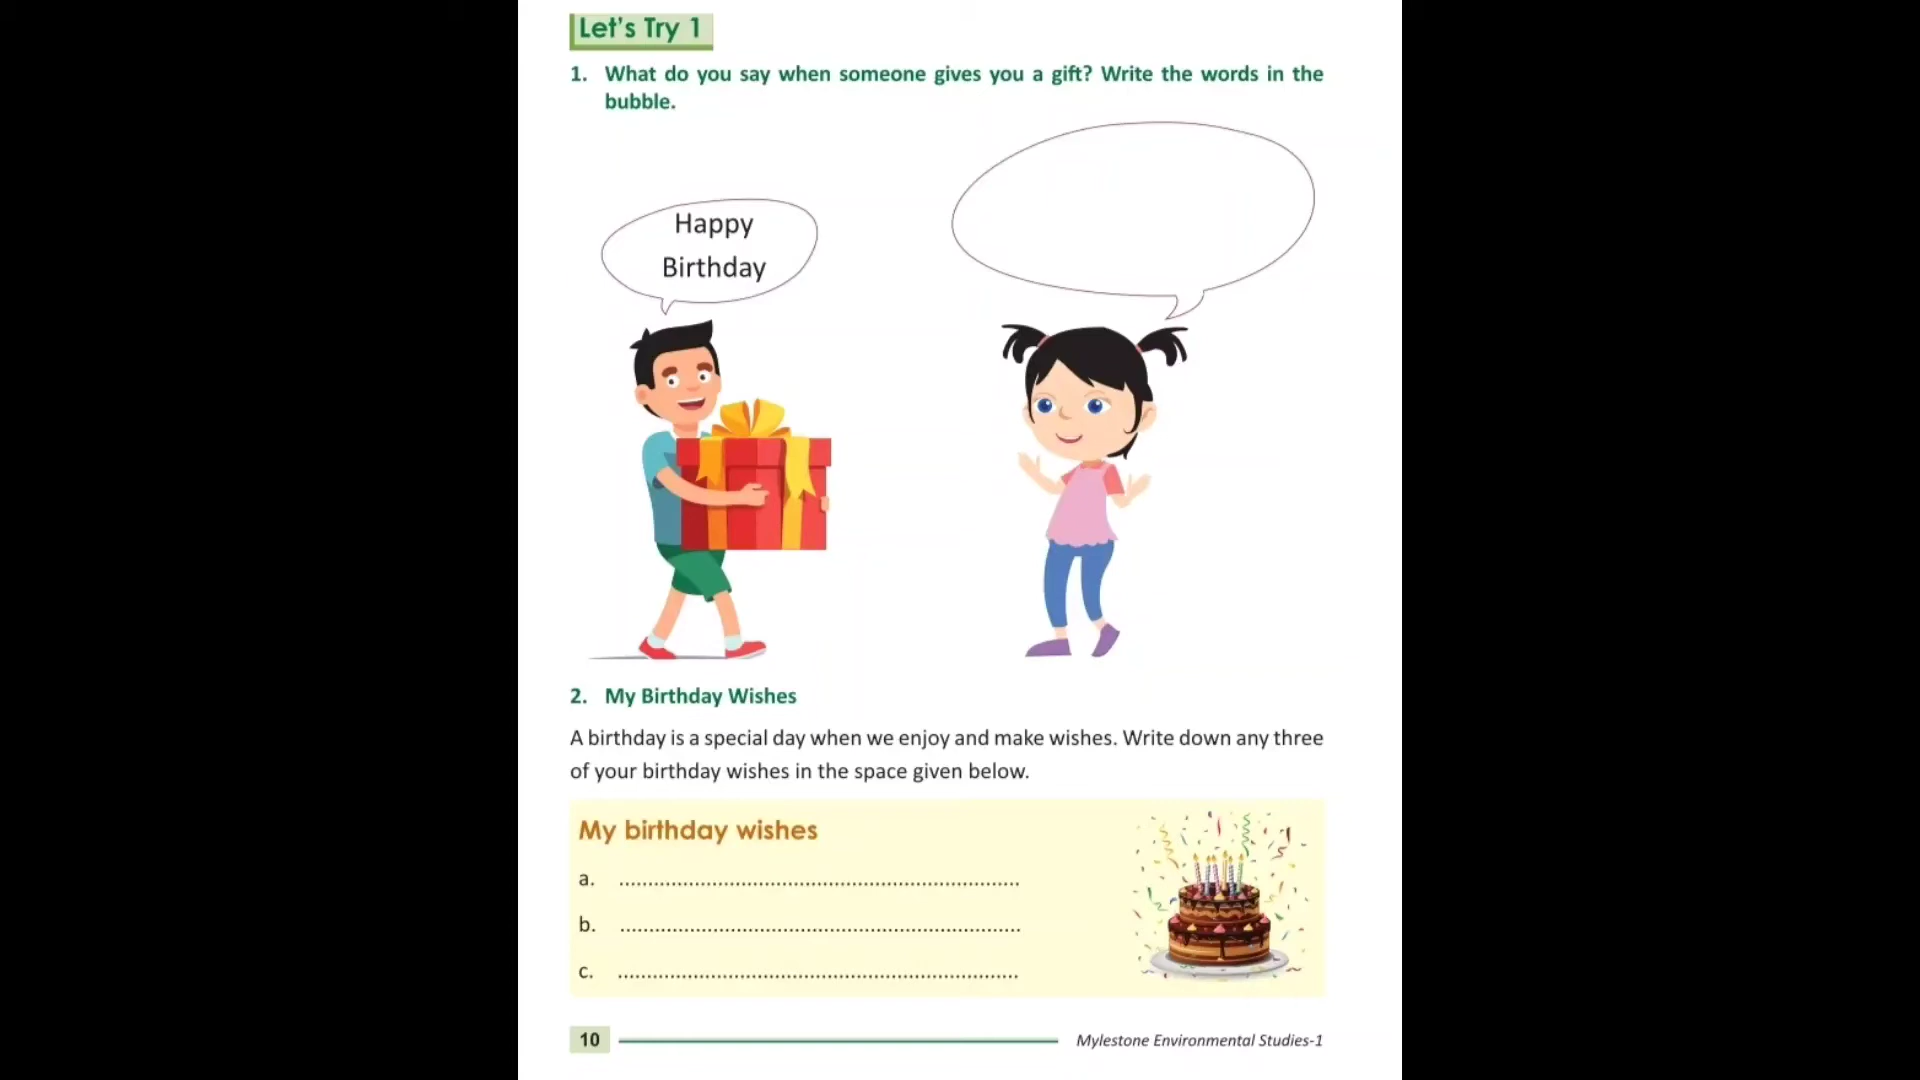 Let's Try 1
1. What do you say when someone gives you a gift? Write the words in the
bubble.
Happy
Birthday
2. My Birthday Wishes
A birthday is a special day when we enjoy and make wishes. Write down any three
of your birthday wishes in the space given below.
My birthday wishes
a. ....................................................................
b. ....................................................................
c. ....................................................................
10
Mylestone Environmental Studies-1